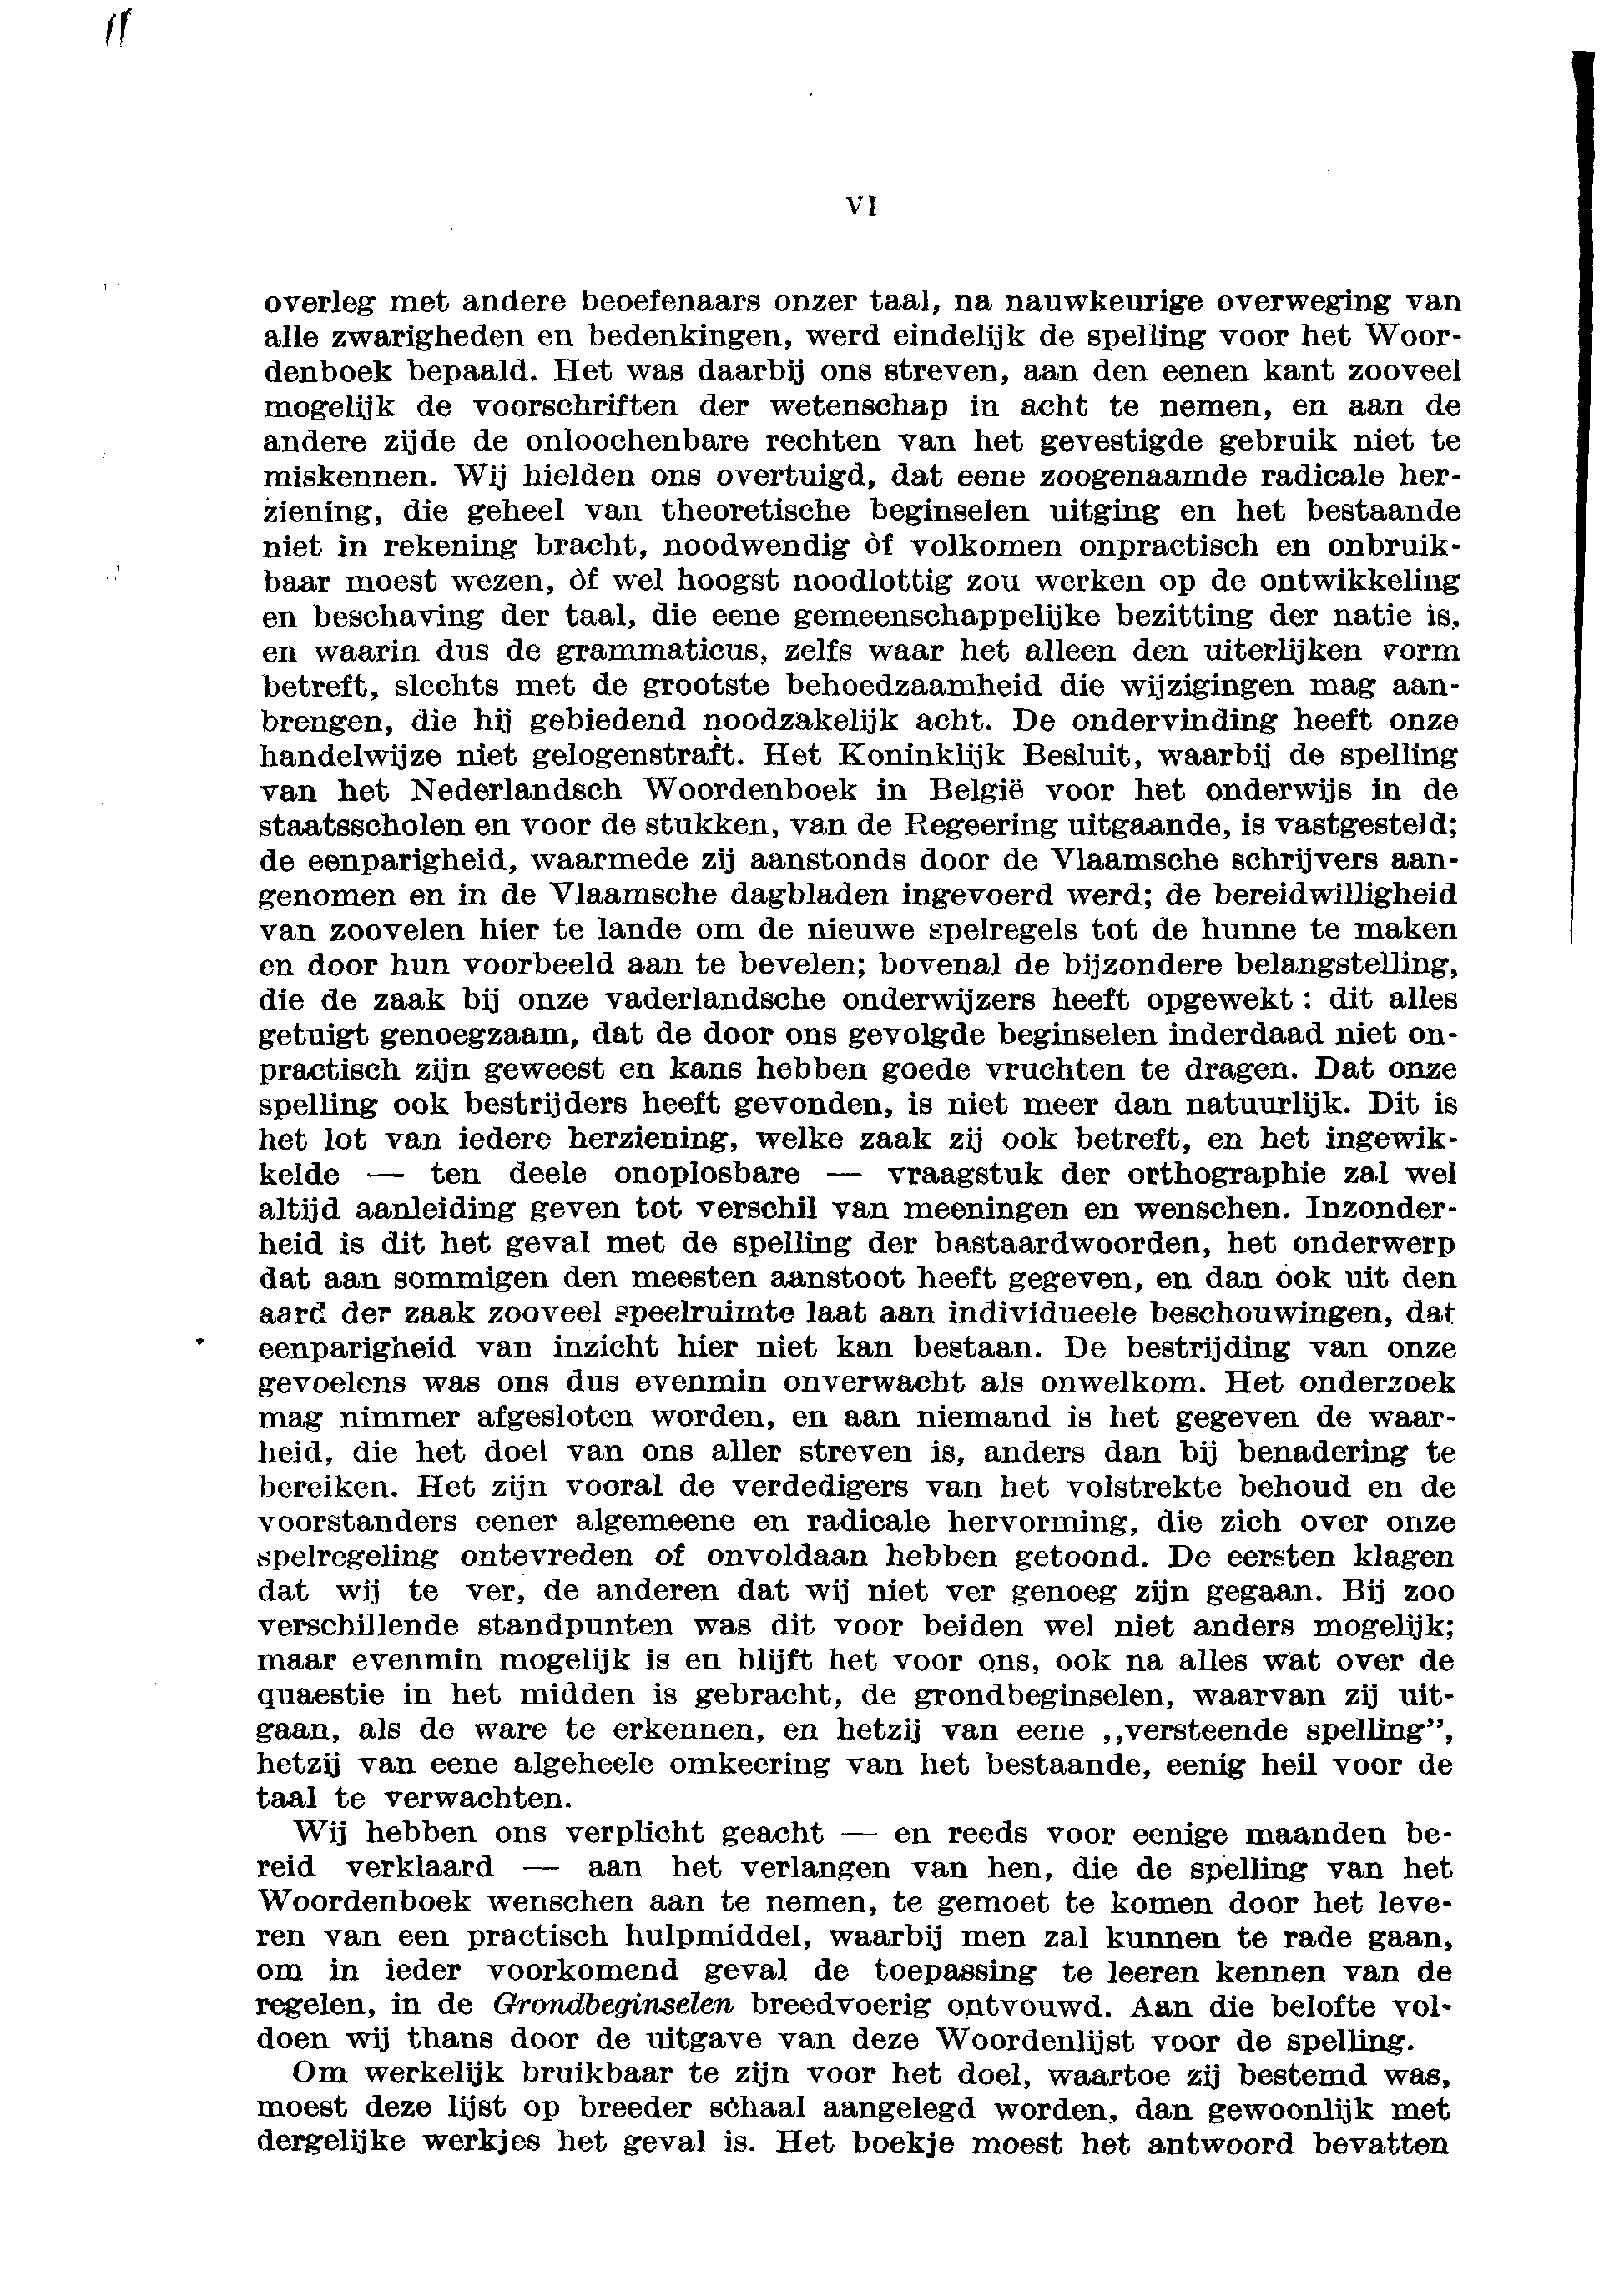 VI
overleg met andere beoefenaars onzer taal, na nauwkeurige overweging van
alle zwarigheden en bedenkingen, werd eindelijk de spelling voor het Woor-
denboek bepaald. Het was daarbij ons streven, aan den eenen kant zooveel
mogelijk de voorschriften der wetenschap in acht te nemen, en aan de
andere zijde de onloochenbare rechten van het gevestigde gebruik niet te
miskennen. Wij hielden ons overtuigd, dat eene zoogenaamde radicale her-
ziening, die geheel van theoretische beginselen uitging en het bestaande
niet in rekening bracht, noodwendig òf volkomen onpractisch en onbruik-
baar moest wezen, òf wel hoogst noodlottig zou werken op de ontwikkeling
en beschaving der taal, die eene gemeenschappelijke bezitting der natie is,
en waarin dus de grammaticus, zelfs waar het alleen den uiterlijken vorm
betreft, slechts met de grootste behoedzaamheid die wijzigingen mag aan-
brengen, die hij gebiedend noodzakelijk acht. De ondervinding heeft onze
handelwijze niet gelogenstraft. Het Koninklijk Besluit, waarbij de spelling
van het Nederlandsch Woordenboek in België voor het onderwijs in de
staatsscholen en voor de stukken, van de Regeering uitgaande, is vastgesteld;
de eenparigheid, waarmede zij aanstonds door de Vlaamsche schrijvers aan-
genomen en in de Vlaamsche dagbladen ingevoerd werd; de bereidwilligheid
van zoovelen hier te lande om de nieuwe spelregels tot de hunne te maken
en door hun voorbeeld aan te bevelen; bovenal de bijzondere belangstelling,
die de zaak bij onze vaderlandsche onderwijzers heeft opgewekt: dit alles
getuigt genoegzaam, dat de door ons gevolgde beginselen inderdaad niet on-
practisch zijn geweest en kans hebben goede vruchten te dragen. Dat onze
spelling ook bestrijders heeft gevonden, is niet meer dan natuurlijk. Dit is
het lot van iedere herziening, welke zaak zij ook betreft, en het ingewik-
kelde — ten deele onoplosbare — vraagstuk der orthographie zal wel
altijd aanleiding geven tot verschil van meeningen en wenschen. Inzonder-
heid is dit het geval met de spelling der bastaardwoorden, het onderwerp
dat aan sommigen den meesten aanstoot heeft gegeven, en dan ook uit den
aard der zaak zooveel speelruimte laat aan individueele beschouwingen, dat
eenparigheid van inzicht hier niet kan bestaan. De bestrijding van onze
gevoelens was ons dus evenmin onverwacht als onwelkom. Het onderzoek
mag nimmer afgesloten worden, en aan niemand is het gegeven de waar-
heid, die het doel van ons aller streven is, anders dan bij benadering te
bereiken. Het zijn vooral de verdedigers van het volstrekte behoud en de
voorstanders eener algemeene en radicale hervorming, die zich over onze
spelregeling ontevreden of onvoldaan hebben getoond. De eersten klagen
dat wij te ver, de anderen dat wij niet ver genoeg zijn gegaan. Bij zoo
verschillende standpunten was dit voor beiden wel niet anders mogelijk;
maar evenmin mogelijk is en blijft het voor ons, ook na alles wat over de
quaestie in het midden is gebracht, de grondbeginselen, waarvan zij uit-
gaan, als de ware te erkennen, en hetzij van eene „versteende spelling”,
hetzij van eene algeheele omkeering van het bestaande, eenig heil voor de
taal te verwachten.
Wij hebben ons verplicht geacht — en reeds voor eenige maanden be-
reid verklaard — aan het verlangen van hen, die de spelling van het
Woordenboek wenschen aan te nemen, te gemoet te komen door het leve-
ren van een practisch hulpmiddel, waarbij men zal kunnen te rade gaan,
om in ieder voorkomend geval de toepassing te leeren kennen van de
regelen, in de Grondbeginselen breedvoerig ontvouwd. Aan die belofte vol-
doen wij thans door de uitgave van deze Woordenlijst voor de spelling.
Om werkelijk bruikbaar te zijn voor het doel, waartoe zij bestemd was,
moest deze lijst op breeder schaal aangelegd worden, dan gewoonlijk met
dergelijke werkjes het geval is. Het boekje moest het antwoord bevatten